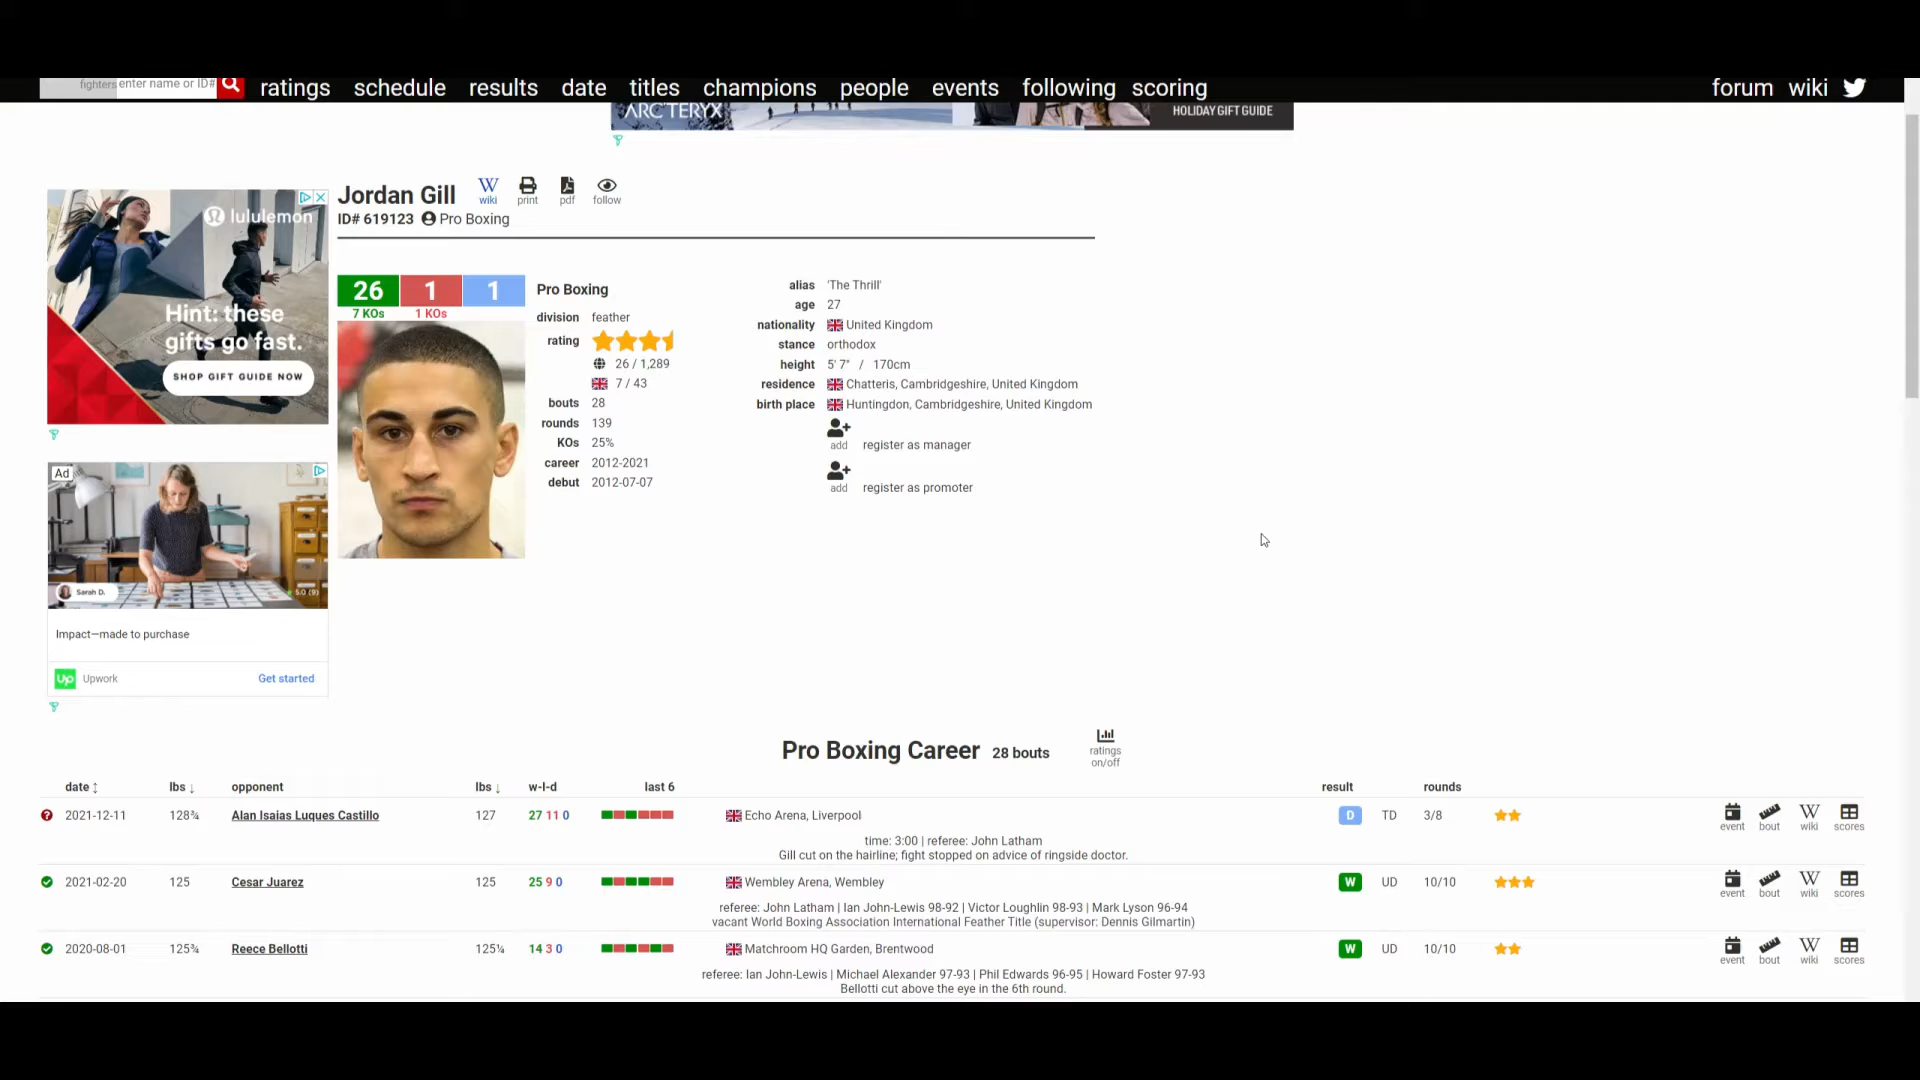 fighters enter name or ID# ratings schedule results date titles champions people events following scoring forum wiki
ARC'TERYX HOLIDAY GIFT GUIDE
lululemon
Hint: these
gifts go fast.
SHOP GIFT GUIDE NOW
Ad
Sarah D. 5.0 (9)
Impact—made to purchase
Up Upwork Get started
Jordan Gill
W
wiki print pdf follow
ID# 619123 Pro Boxing
26 1 1
7 KOs 1 KOs
Pro Boxing
division feather
rating
26 / 1,289
7 / 43
bouts 28
rounds 139
KOs 25%
career 2012-2021
debut 2012-07-07
alias 'The Thrill'
age 27
nationality United Kingdom
stance orthodox
height 5' 7" / 170cm
residence Chatteris, Cambridgeshire, United Kingdom
birth place Huntingdon, Cambridgeshire, United Kingdom
add register as manager
add register as promoter
Pro Boxing Career 28 bouts
ratings
on/off
date lbs opponent lbs w-l-d last 6 result rounds
2021-12-11 128¾ Alan Isaias Luques Castillo 127 27 11 0 Echo Arena, Liverpool D TD 3/8 W
event bout wiki scores
time: 3:00 | referee: John Latham
Gill cut on the hairline; fight stopped on advice of ringside doctor.
2021-02-20 125 Cesar Juarez 125 25 9 0 Wembley Arena, Wembley W UD 10/10 W
event bout wiki scores
referee: John Latham | Ian John-Lewis 98-92 | Victor Loughlin 98-93 | Mark Lyson 96-94
vacant World Boxing Association International Feather Title (supervisor: Dennis Gilmartin)
2020-08-01 125¾ Reece Bellotti 125¼ 14 3 0 Matchroom HQ Garden, Brentwood W UD 10/10 W
event bout wiki scores
referee: Ian John-Lewis | Michael Alexander 97-93 | Phil Edwards 96-95 | Howard Foster 97-93
Bellotti cut above the eye in the 6th round.